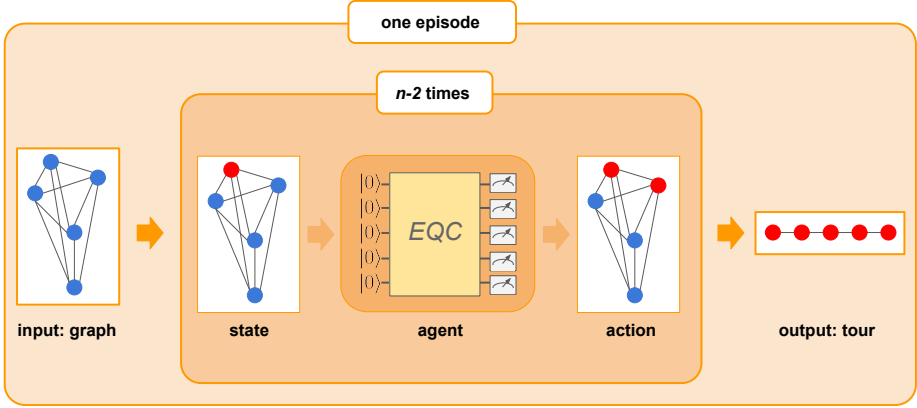 one episode
n-2 times
|0⟩
|0⟩
|0⟩
|0⟩
|0⟩
EQC
input: graph
state
agent
action
output: tour